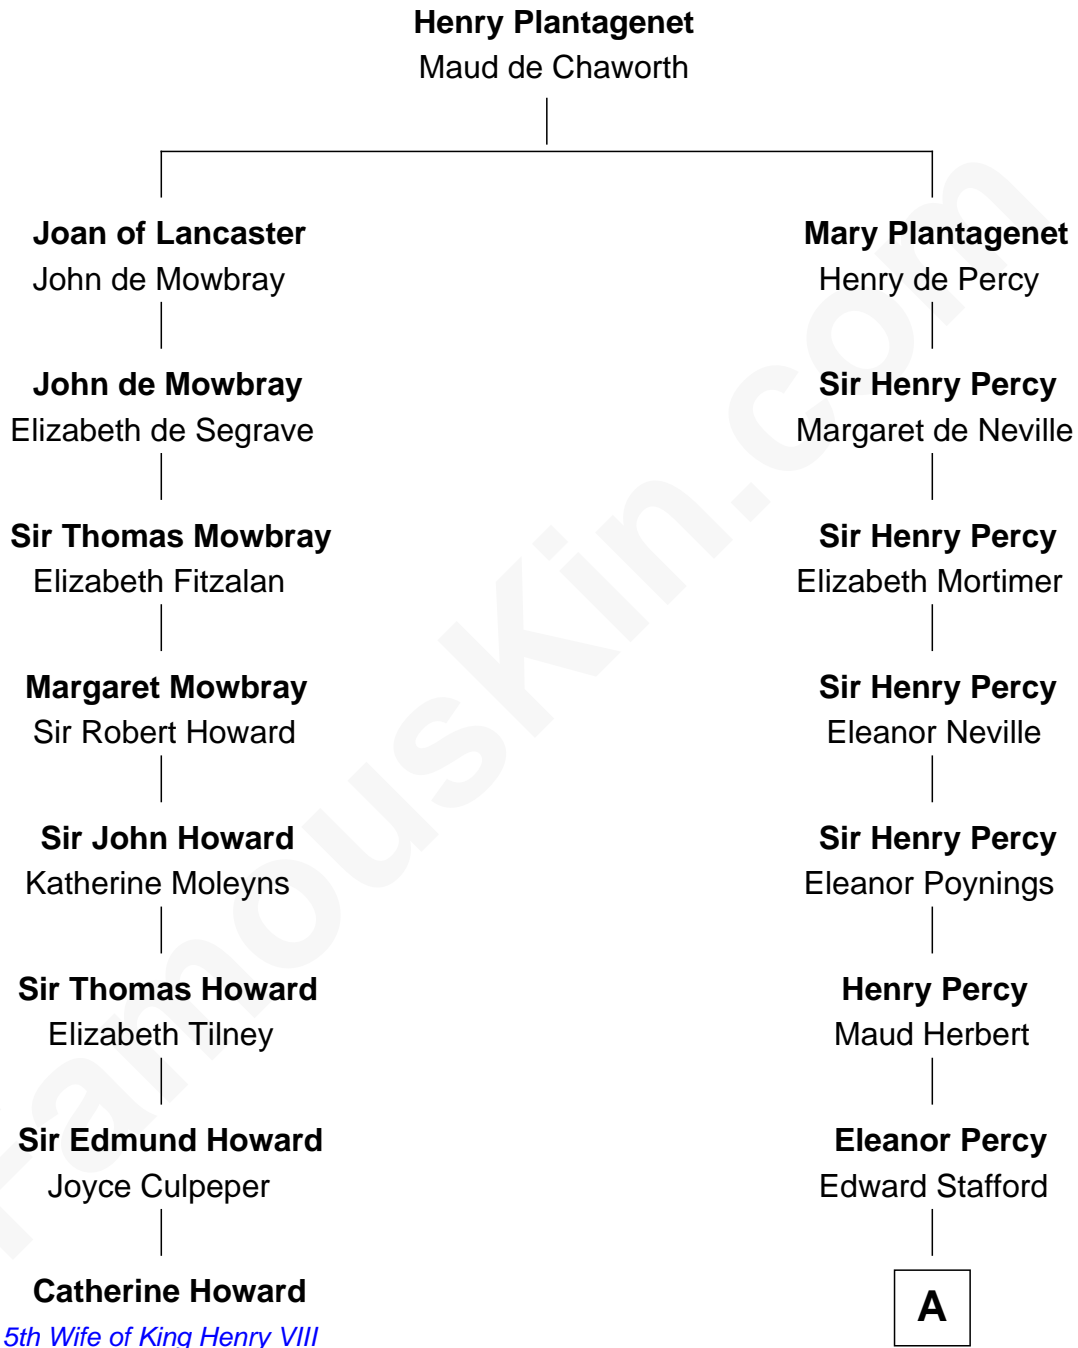 Henry Plantagenet
Maud de Chaworth
Joan of Lancaster
John de Mowbray
Mary Plantagenet
Henry de Percy
John de Mowbray
Elizabeth de Segrave
Sir Henry Percy
Margaret de Neville
Sir Thomas Mowbray
Elizabeth Fitzalan
Sir Henry Percy
Elizabeth Mortimer
Margaret Mowbray
Sir Robert Howard
Sir Henry Percy
Eleanor Neville
Sir John Howard
Katherine Moleyns
Sir Henry Percy
Eleanor Poynings
Sir Thomas Howard
Elizabeth Tilney
Henry Percy
Maud Herbert
Sir Edmund Howard
Joyce Culpeper
Eleanor Percy
Edward Stafford
Catherine Howard
5th Wife of King Henry VIII
A
FamousKin.com